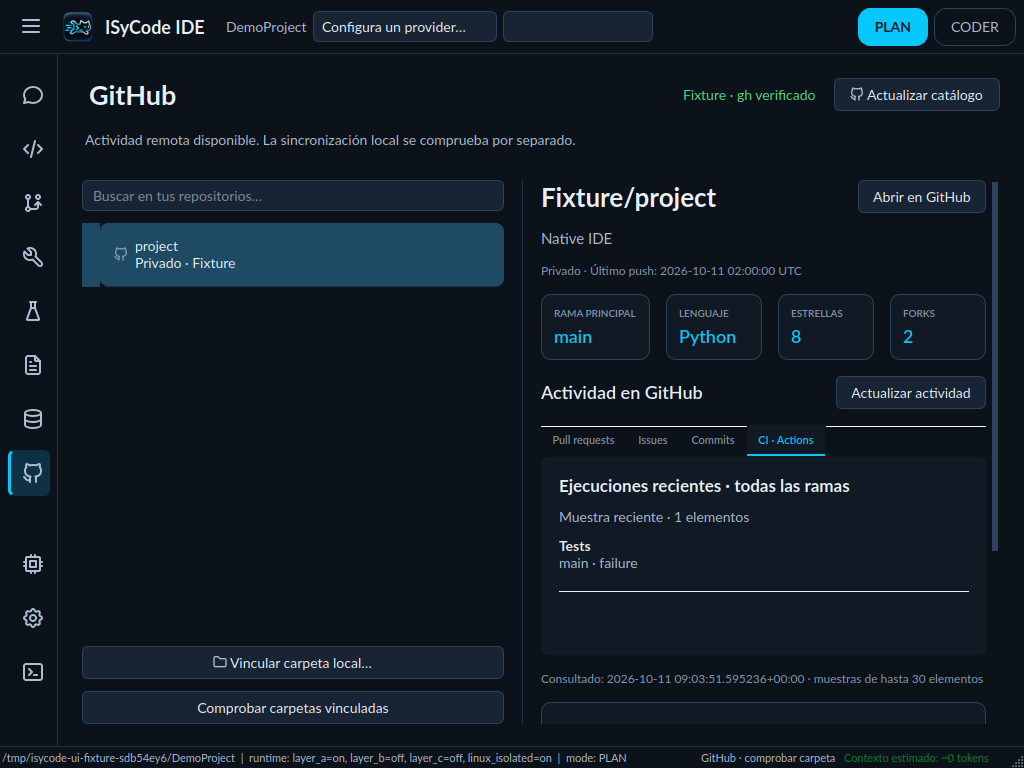 ISyCode IDE
DemoProject
Configura un provider...
PLAN
CODER
GitHub
Fixture · gh verificado
Actualizar catálogo
Actividad remota disponible. La sincronización local se comprueba por separado.
Buscar en tus repositorios...
project
Privado · Fixture
Vincular carpeta local...
Comprobar carpetas vinculadas
Fixture/project
Abrir en GitHub
Native IDE
Privado · Último push: 2026-10-11 02:00:00 UTC
RAMA PRINCIPAL
main
LENGUAJE
Python
ESTRELLAS
8
FORKS
2
Actividad en GitHub
Actualizar actividad
Pull requests
Issues
Commits
CI · Actions
Ejecuciones recientes · todas las ramas
Muestra reciente · 1 elementos
Tests
main · failure
Consultado: 2026-10-11 09:03:51.595236+00:00 · muestras de hasta 30 elementos
/tmp/isycode-ui-fixture-sdb54ey6/DemoProject | runtime: layer_a=on, layer_b=off, layer_c=off, linux_isolated=on | mode: PLAN
GitHub · comprobar carpeta
Contexto estimado: ~0 tokens